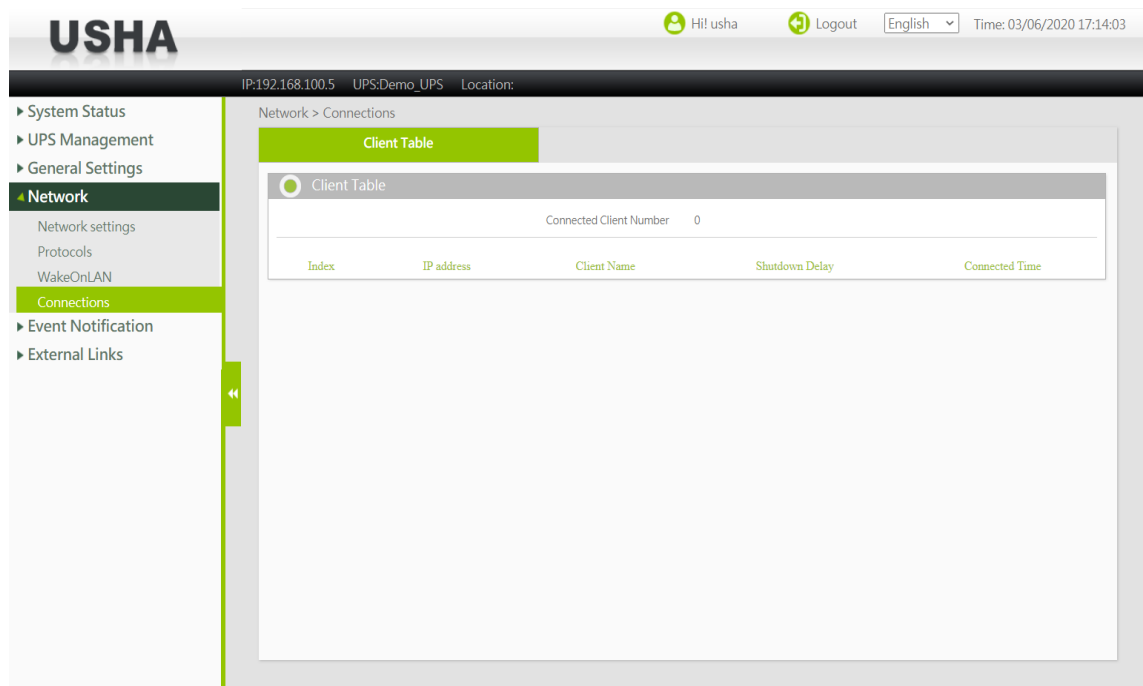 USHA
Hi! usha Logout English Time: 03/06/2020 17:14:03
IP:192.168.100.5 UPS:Demo_UPS Location:
System Status
UPS Management
General Settings
Network
Network settings
Protocols
WakeOnLAN
Connections
Event Notification
External Links
Network > Connections
Client Table
Client Table
Connected Client Number 0
Index IP address Client Name Shutdown Delay Connected Time